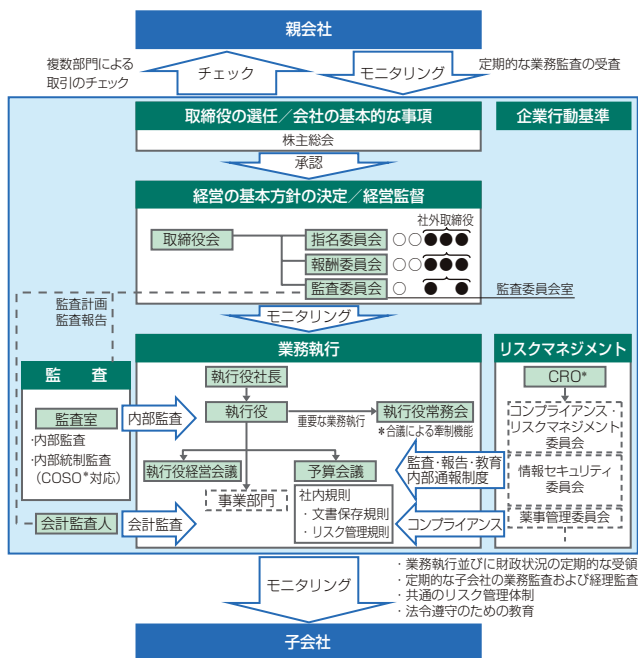 親会社
複数部門による
取引のチェック
チェック
モニタリング
定期的な業務監査の受査
取締役の選任／会社の基本的な事項
株主総会
企業行動基準
承認
経営の基本方針の決定／経営監督
社外取締役
取締役会
指名委員会 ○○●●●
報酬委員会 ○○●●●
監査委員会 ○ ● ●
監査委員会室
監査計画
監査報告
モニタリング
業務執行
リスクマネジメント
監 査
執行役社長
CRO*
監査室
・内部監査
・内部統制監査
（COSO*対応）
内部監査
執行役
重要な業務執行
執行役常務会
＊合議による牽制機能
コンプライアンス・
リスクマネジメント
委員会
執行役経営会議
予算会議
監査・報告・教育
内部通報制度
情報セキュリティ
委員会
事業部門
社内規則
・文書保存規則
・リスク管理規則
会計監査人
会計監査
コンプライアンス
薬事管理委員会
モニタリング
・業務執行並びに財政状況の定期的な受領
・定期的な子会社の業務監査および経理監査
・共通のリスク管理体制
・法令遵守のための教育
子会社